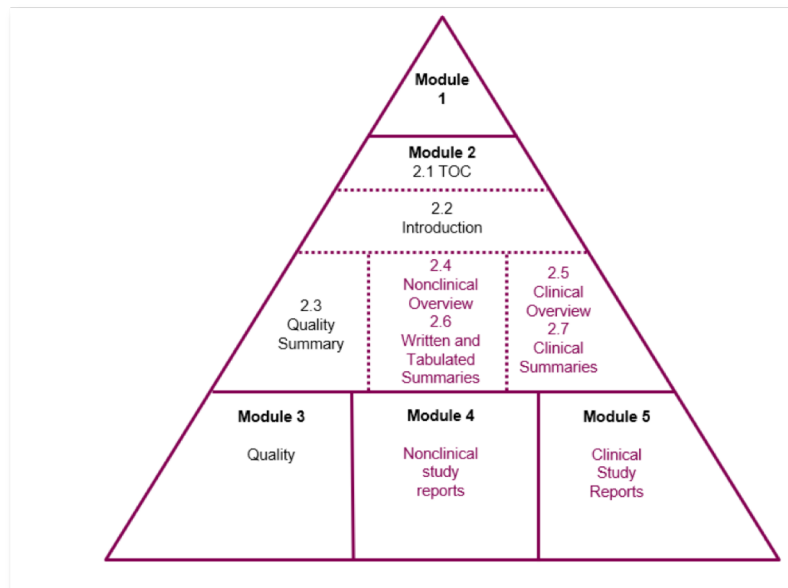 Module
1
Module 2
2.1 TOC
2.2
Introduction
2.3
Quality
Summary
2.4
Nonclinical
Overview
2.6
Written and
Tabulated
Summaries
2.5
Clinical
Overview
2.7
Clinical
Summaries
Module 3
Quality
Module 4
Nonclinical
study
reports
Module 5
Clinical
Study
Reports